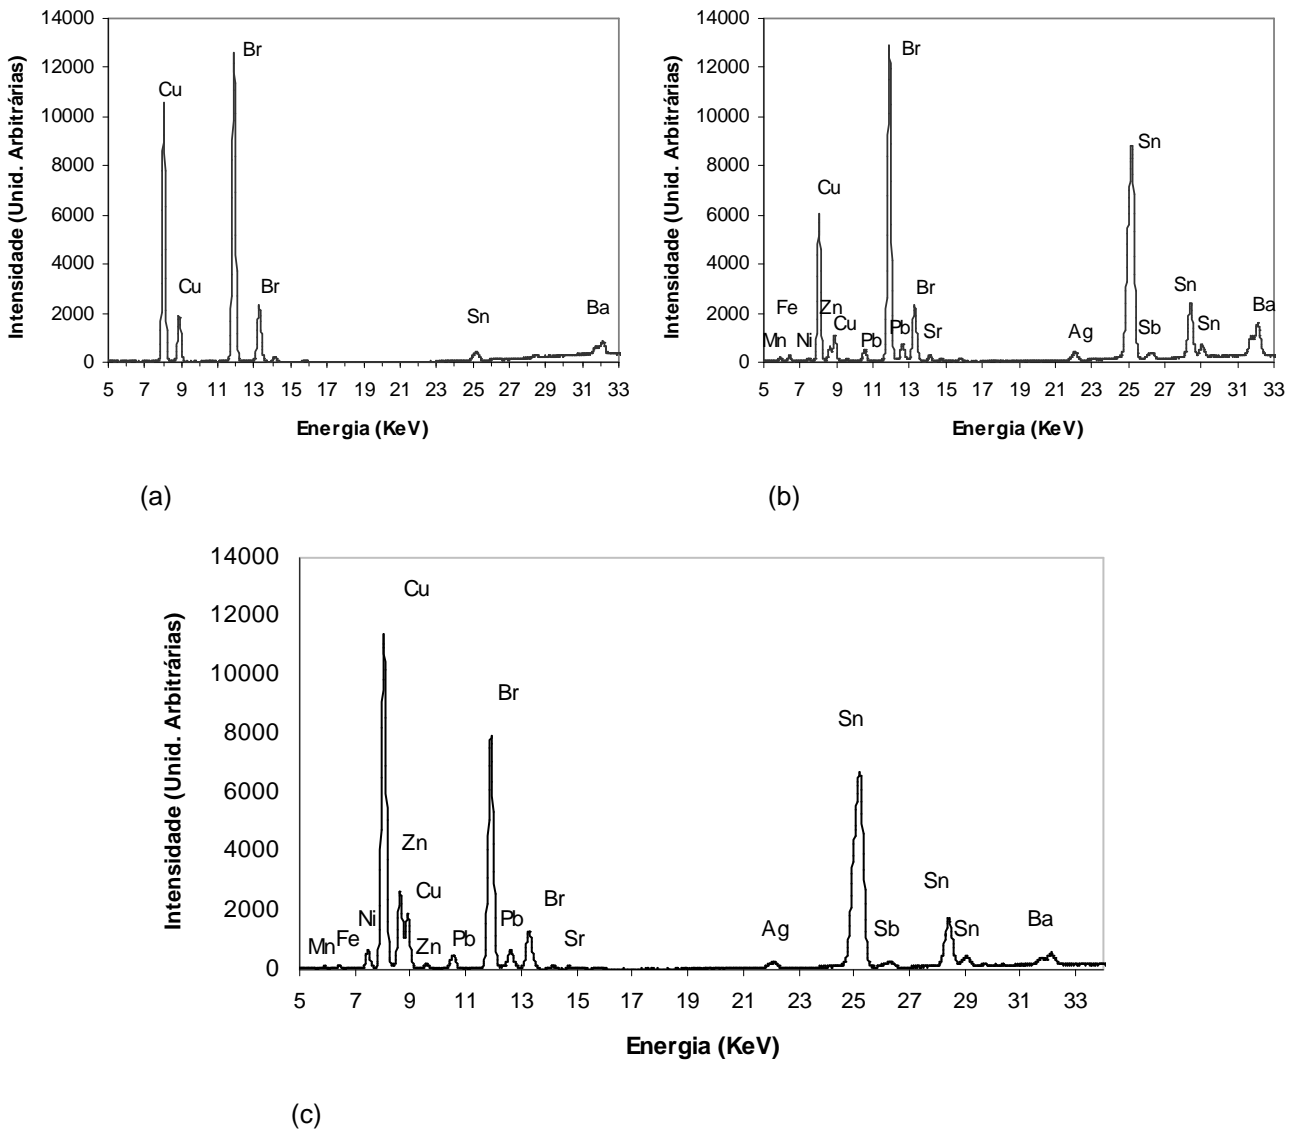 14000
12000
10000
8000
6000
4000
2000
0
Intensidade (Unid. Arbitrárias)
Cu
Cu
Br
Br
Sn
Ba
5 7 9 11 13 15 17 19 21 23 25 27 29 31 33
Energia (KeV)
(a)
14000
12000
10000
8000
6000
4000
2000
0
Intensidade (Unid. Arbitrárias)
Mn
Fe
Ni
Cu
Zn
Cu
Pb
Br
Pb
Br
Sr
Ag
Sn
Sb
Sn
Sn
Ba
5 7 9 11 13 15 17 19 21 23 25 27 29 31 33
Energia (KeV)
(b)
14000
12000
10000
8000
6000
4000
2000
0
Intensidade (Unid. Arbitrárias)
Mn
Fe
Ni
Cu
Zn
Cu
Zn
Pb
Br
Pb
Br
Sr
Ag
Sn
Sb
Sn
Sn
Ba
5 7 9 11 13 15 17 19 21 23 25 27 29 31 33
Energia (KeV)
(c)